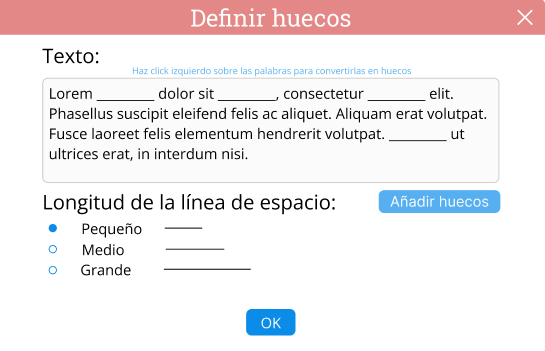 Definir huecos
Texto:
Haz click izquierdo sobre las palabras para convertirlas en huecos
Lorem ________ dolor sit ________, consectetur ________ elit.
Phasellus suscipit eleifend felis ac aliquet. Aliquam erat volutpat.
Fusce laoreet felis elementum hendrerit volutpat. ________ ut
ultrices erat, in interdum nisi.
Longitud de la línea de espacio:
Añadir huecos
Pequeño
Medio
Grande
OK